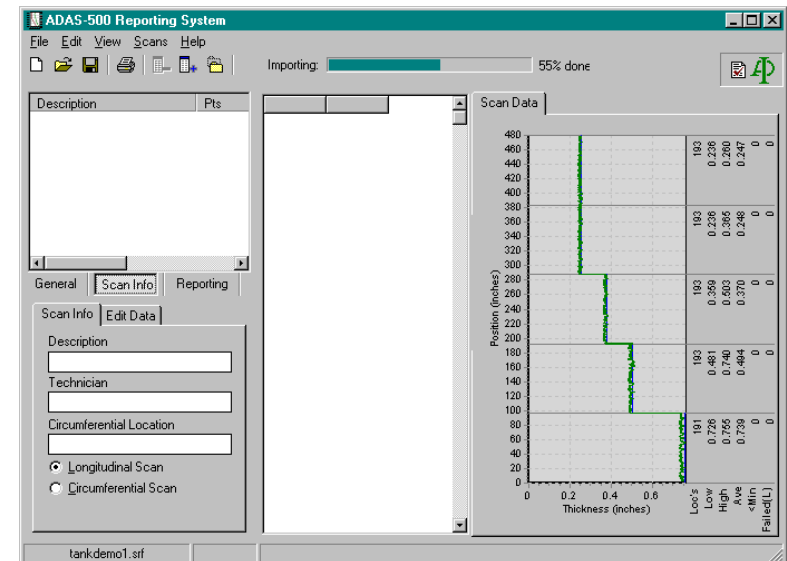 ADAS-500 Reporting System
File Edit View Scans Help
Importing: 55% done
Description Pts
General Scan Info Reporting
Scan Info Edit Data
Description
Technician
Circumferential Location
Longitudinal Scan
Circumferential Scan
tankdemo1.srf
Scan Data
Position (inches)
480
460
440
420
400
380
360
340
320
300
280
260
240
220
200
180
160
140
120
100
80
60
40
20
0
0 0.2 0.4 0.6
Thickness (inches)
193 0.236 0.260 0.247 0 0
193 0.236 0.365 0.248 0 0
193 0.359 0.503 0.370 0 0
193 0.481 0.740 0.494 0 0
191 0.726 0.755 0.739 0 0
Loc's Low High Ave <Min Failed(L)